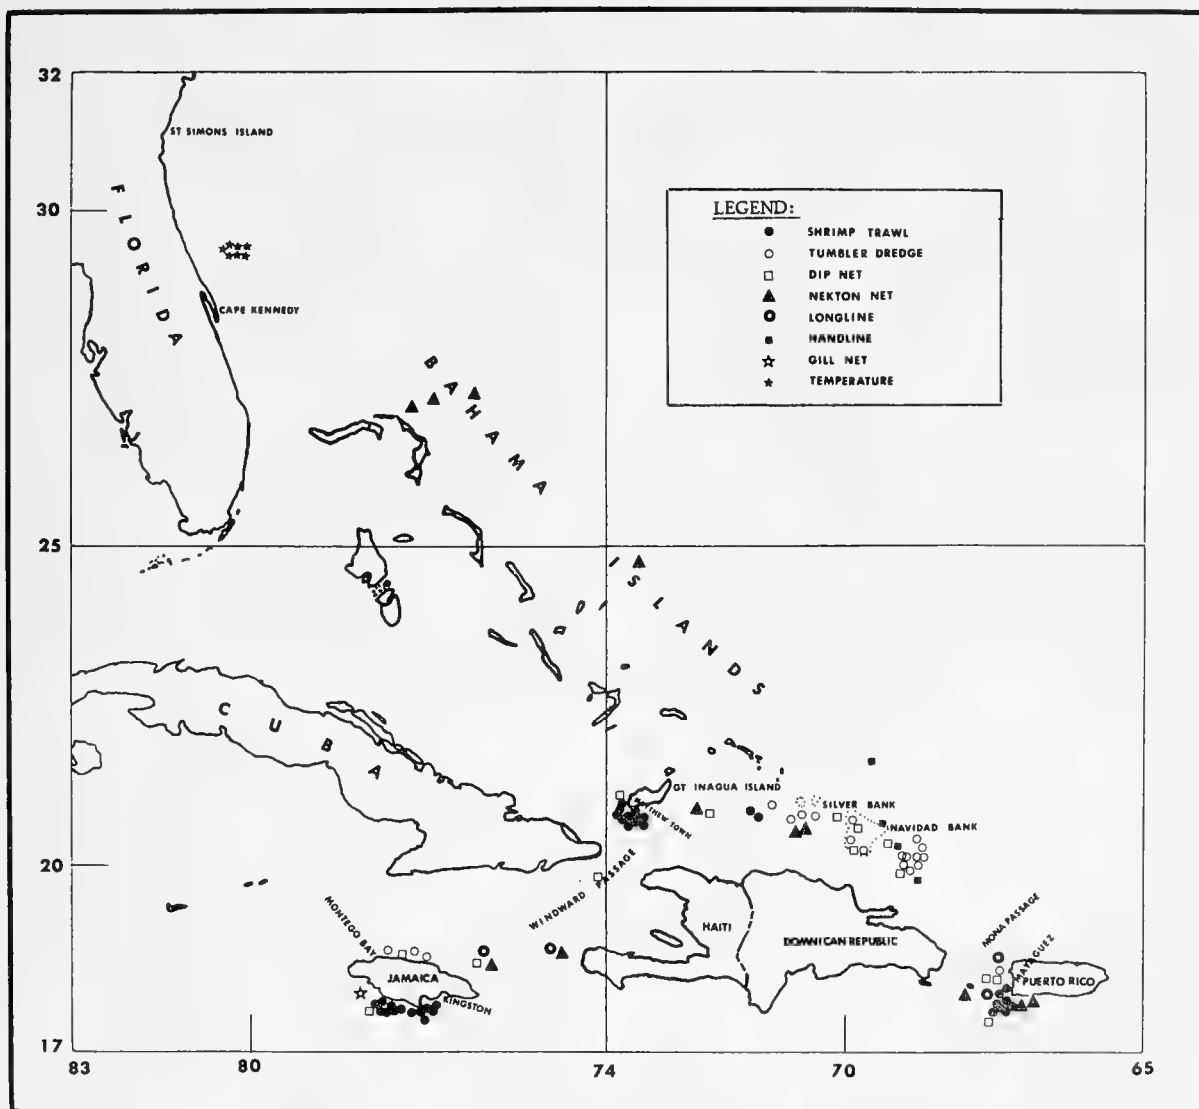 32
ST SIMONS ISLAND
30
FLORIDA
CAPE KENNEDY
LEGEND:
SHRIMP TRAWL
TUMBLER DREDGE
DIP NET
NEKTON NET
LONGLINE
HANDLINE
GILL NET
TEMPERATURE
BAHAMA
25
ISLANDS
CUBA
GT INAGUA ISLAND
MATTHEW TOWN
SILVER BANK
NAVIDAD BANK
20
WINDWARD PASSAGE
MONTEGO BAY
HAITI
DOMINICAN REPUBLIC
MONA PASSAGE
MAYAGUEZ
JAMAICA
PUERTO RICO
KINGSTON
17
83
80
74
70
65